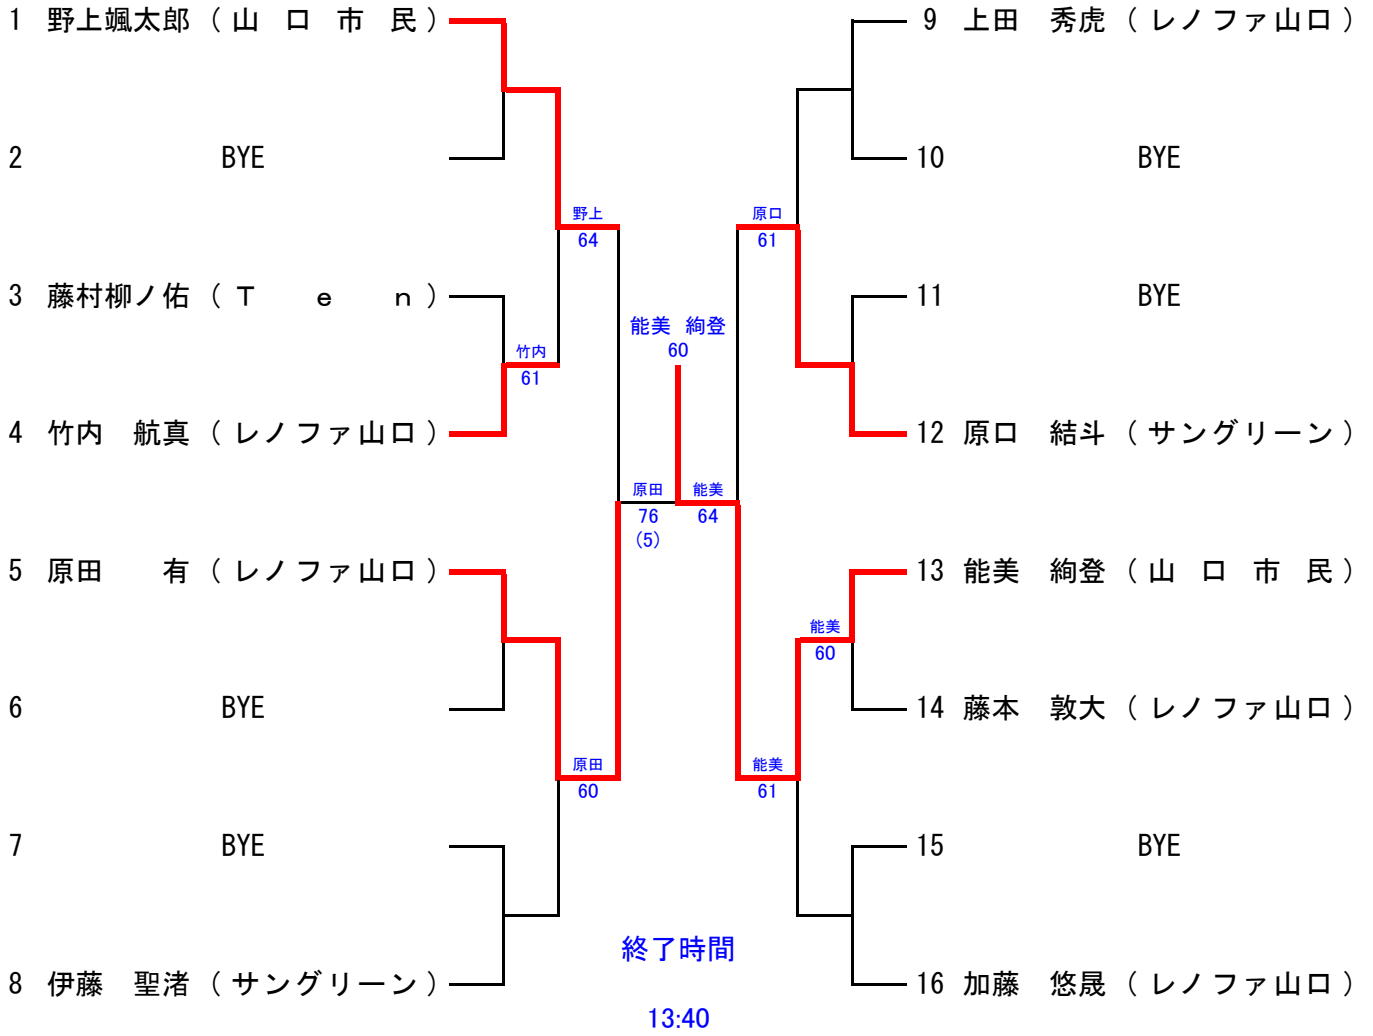 1 野上颯太郎 ( 山 口 市 民 )
2 BYE
3 藤村柳ノ佑 ( Ｔ ｅ ｎ )
4 竹内 航真 ( レノファ山口 )
5 原田 有 ( レノファ山口 )
6 BYE
7 BYE
8 伊藤 聖渚 ( サングリーン )
野上
64
竹内
61
原田
60
原田
76
(5)
能美 絢登
60
能美
64
原口
61
能美
60
能美
61
9 上田 秀虎 ( レノファ山口 )
10 BYE
11 BYE
12 原口 結斗 ( サングリーン )
13 能美 絢登 ( 山 口 市 民 )
14 藤本 敦大 ( レノファ山口 )
15 BYE
16 加藤 悠晟 ( レノファ山口 )
終了時間
13:40